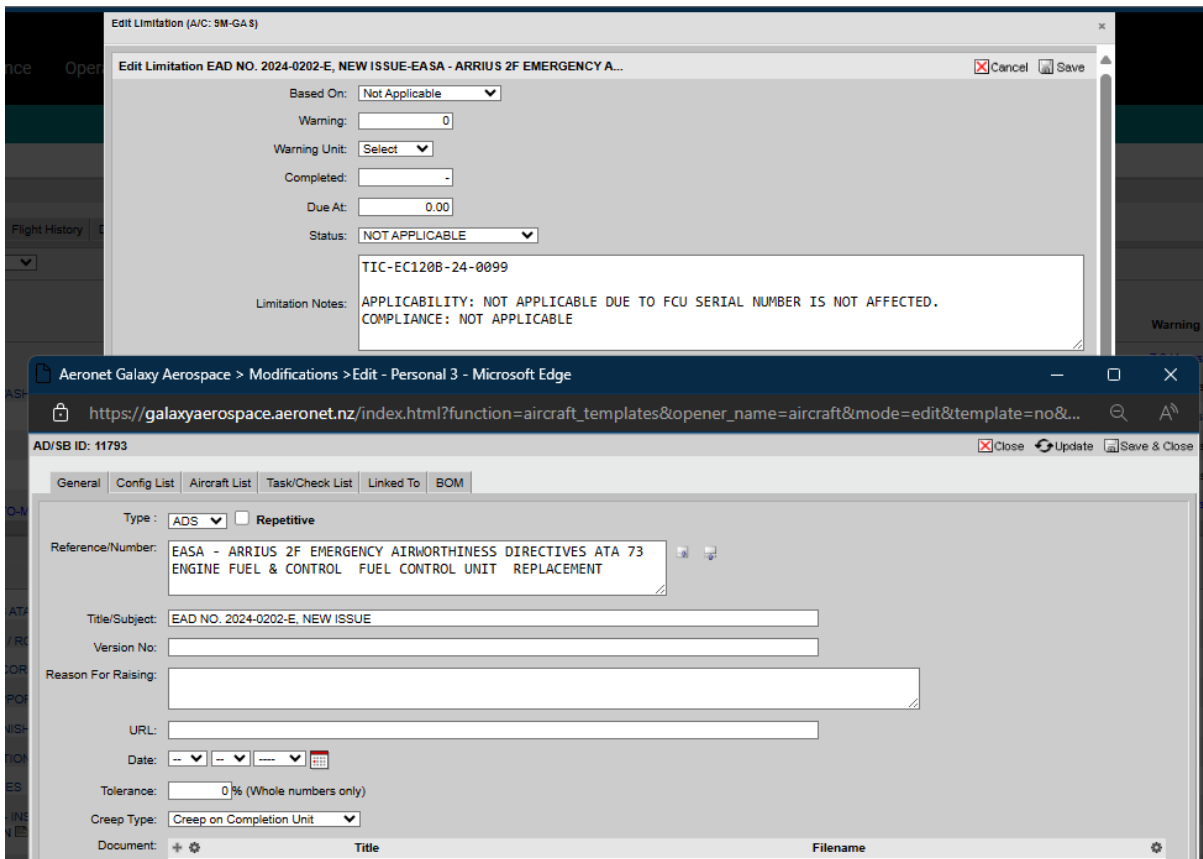 Edit Limitation (A/C: 9M-GAS)
nce Oper
Edit Limitation EAD NO. 2024-0202-E, NEW ISSUE-EASA - ARRIUS 2F EMERGENCY A...
Cancel Save
Based On: Not Applicable
Warning: 0
Warning Unit: Select
Completed: -
Due At: 0.00
Flight History
Status: NOT APPLICABLE
Limitation Notes:
TIC-EC120B-24-0099
APPLICABILITY: NOT APPLICABLE DUE TO FCU SERIAL NUMBER IS NOT AFFECTED.
COMPLIANCE: NOT APPLICABLE
Warning
Aeronet Galaxy Aerospace > Modifications >Edit - Personal 3 - Microsoft Edge
https://galaxyaerospace.aeronet.nz/index.html?function=aircraft_templates&opener_name=aircraft&mode=edit&template=no&...
AD/SB ID: 11793
Close Update Save & Close
General Config List Aircraft List Task/Check List Linked To BOM
Type : ADS Repetitive
Reference/Number: EASA - ARRIUS 2F EMERGENCY AIRWORTHINESS DIRECTIVES ATA 73
ENGINE FUEL & CONTROL FUEL CONTROL UNIT REPLACEMENT
Title/Subject: EAD NO. 2024-0202-E, NEW ISSUE
Version No:
Reason For Raising:
URL:
Date: -- -- ----
Tolerance: 0 % (Whole numbers only)
Creep Type: Creep on Completion Unit
Document: Title Filename